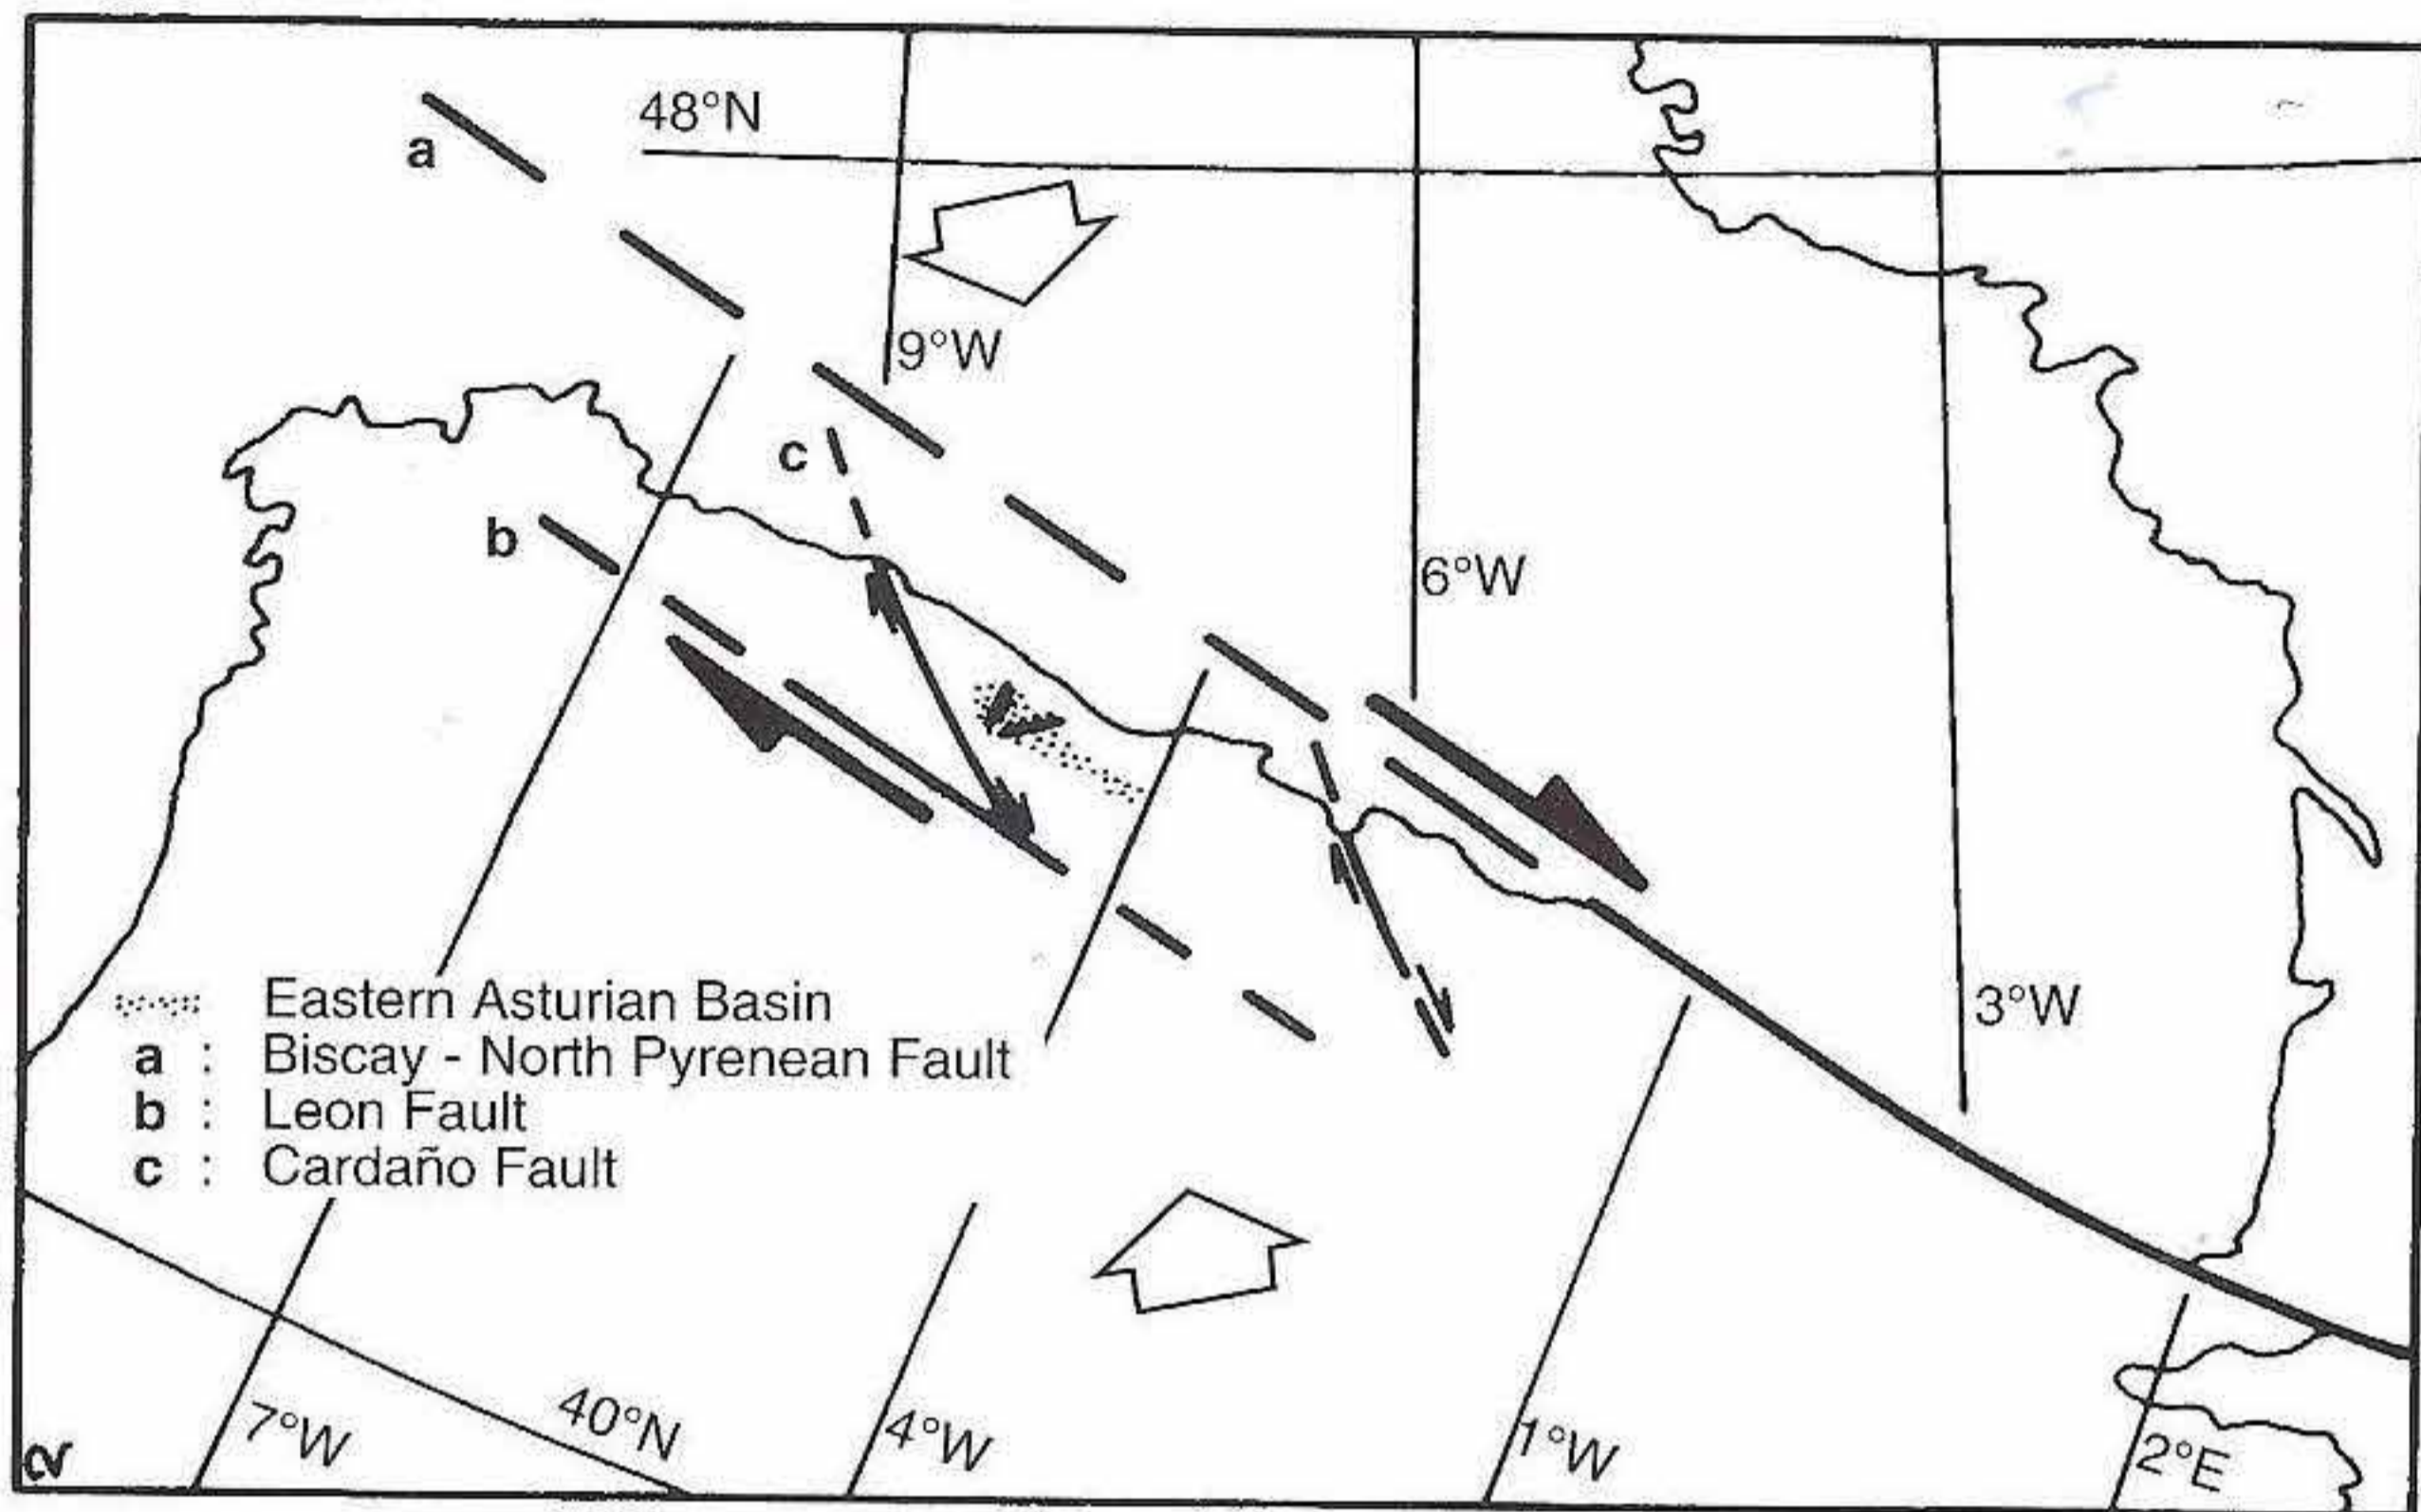 48°N
a
9°W
c
b
6°W
Eastern Asturian Basin
a : Biscay - North Pyrenean Fault
b : Leon Fault
c : Cardaño Fault
3°W
7°W
40°N
4°W
1°W
2°E
2